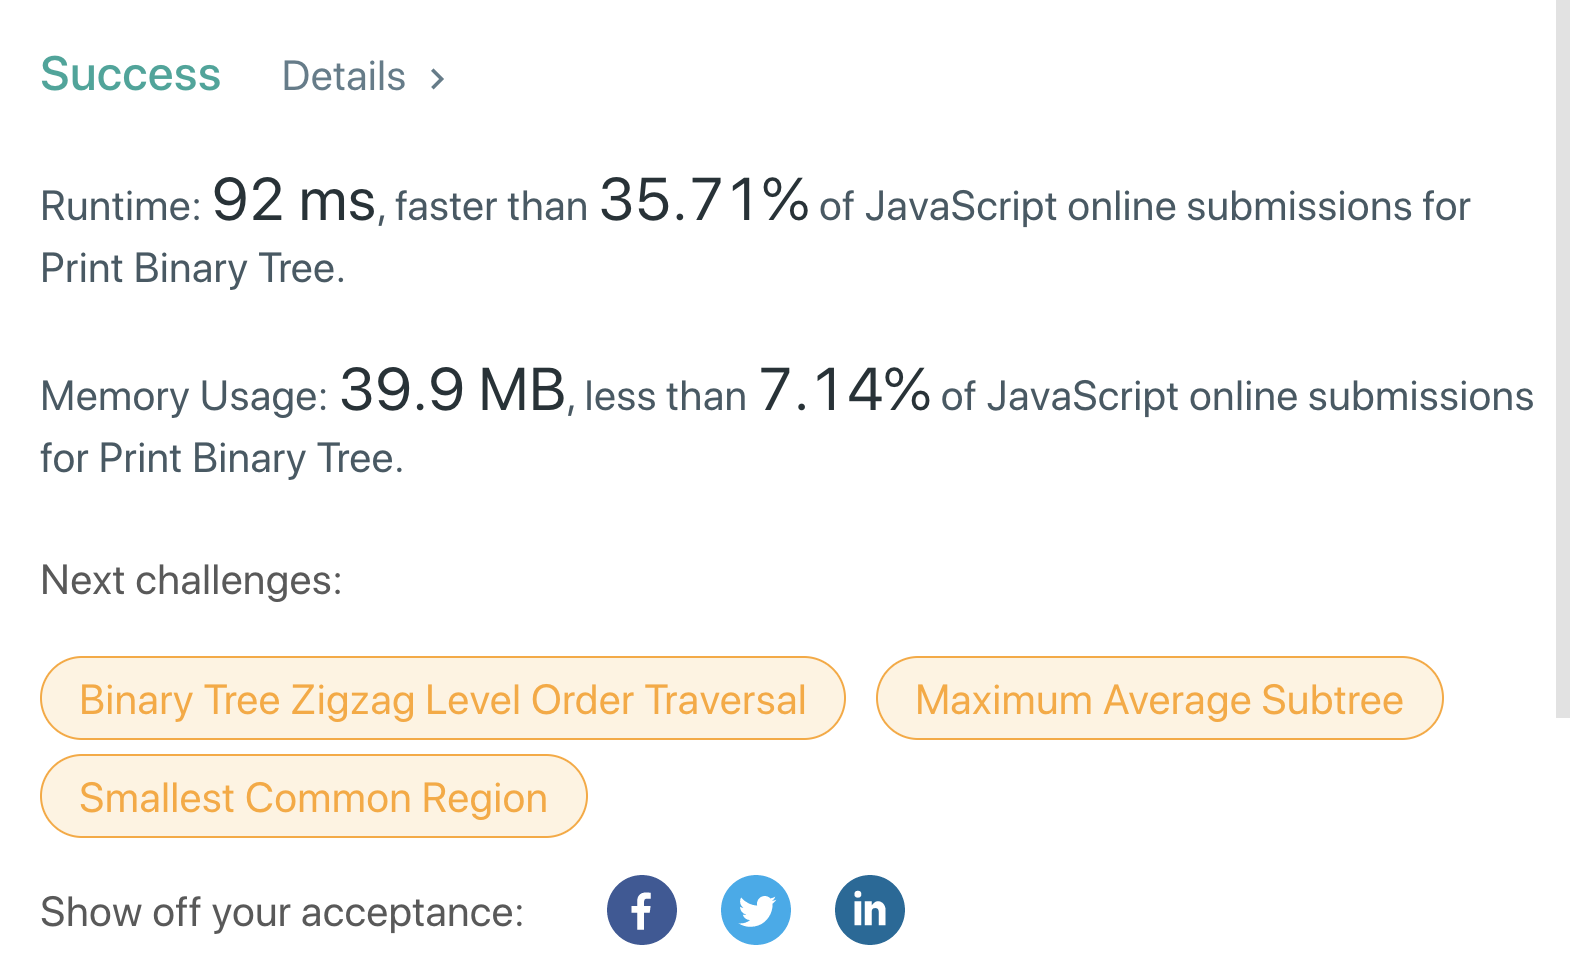 Success Details >
Runtime: 92 ms, faster than 35.71% of JavaScript online submissions for
Print Binary Tree.
Memory Usage: 39.9 MB, less than 7.14% of JavaScript online submissions
for Print Binary Tree.
Next challenges:
Binary Tree Zigzag Level Order Traversal Maximum Average Subtree
Smallest Common Region
Show off your acceptance: f in